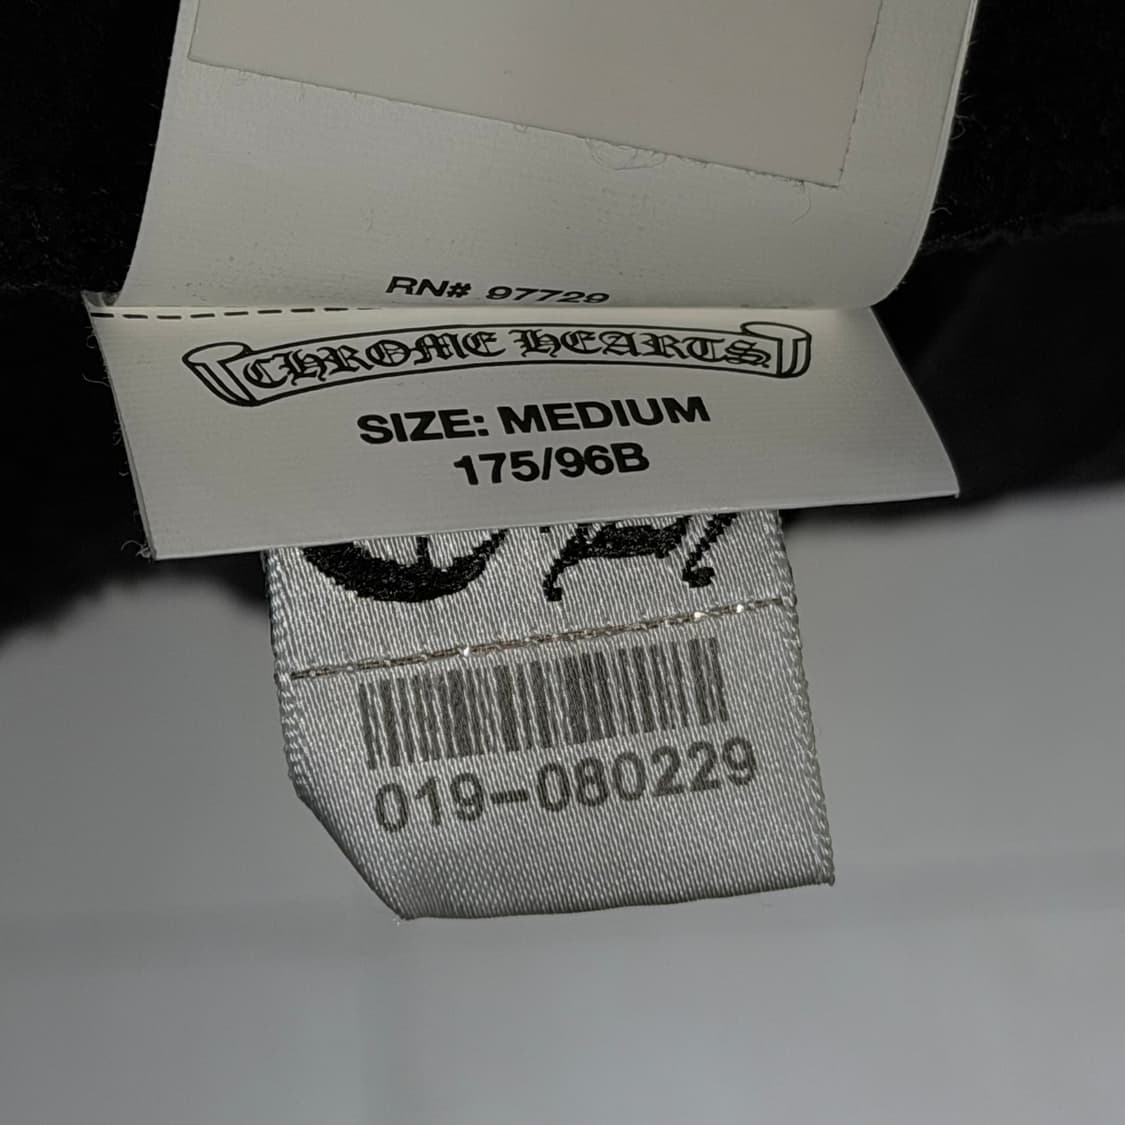 RN# 97729
CHROME HEARTS
SIZE: MEDIUM
175/96B
019-080229